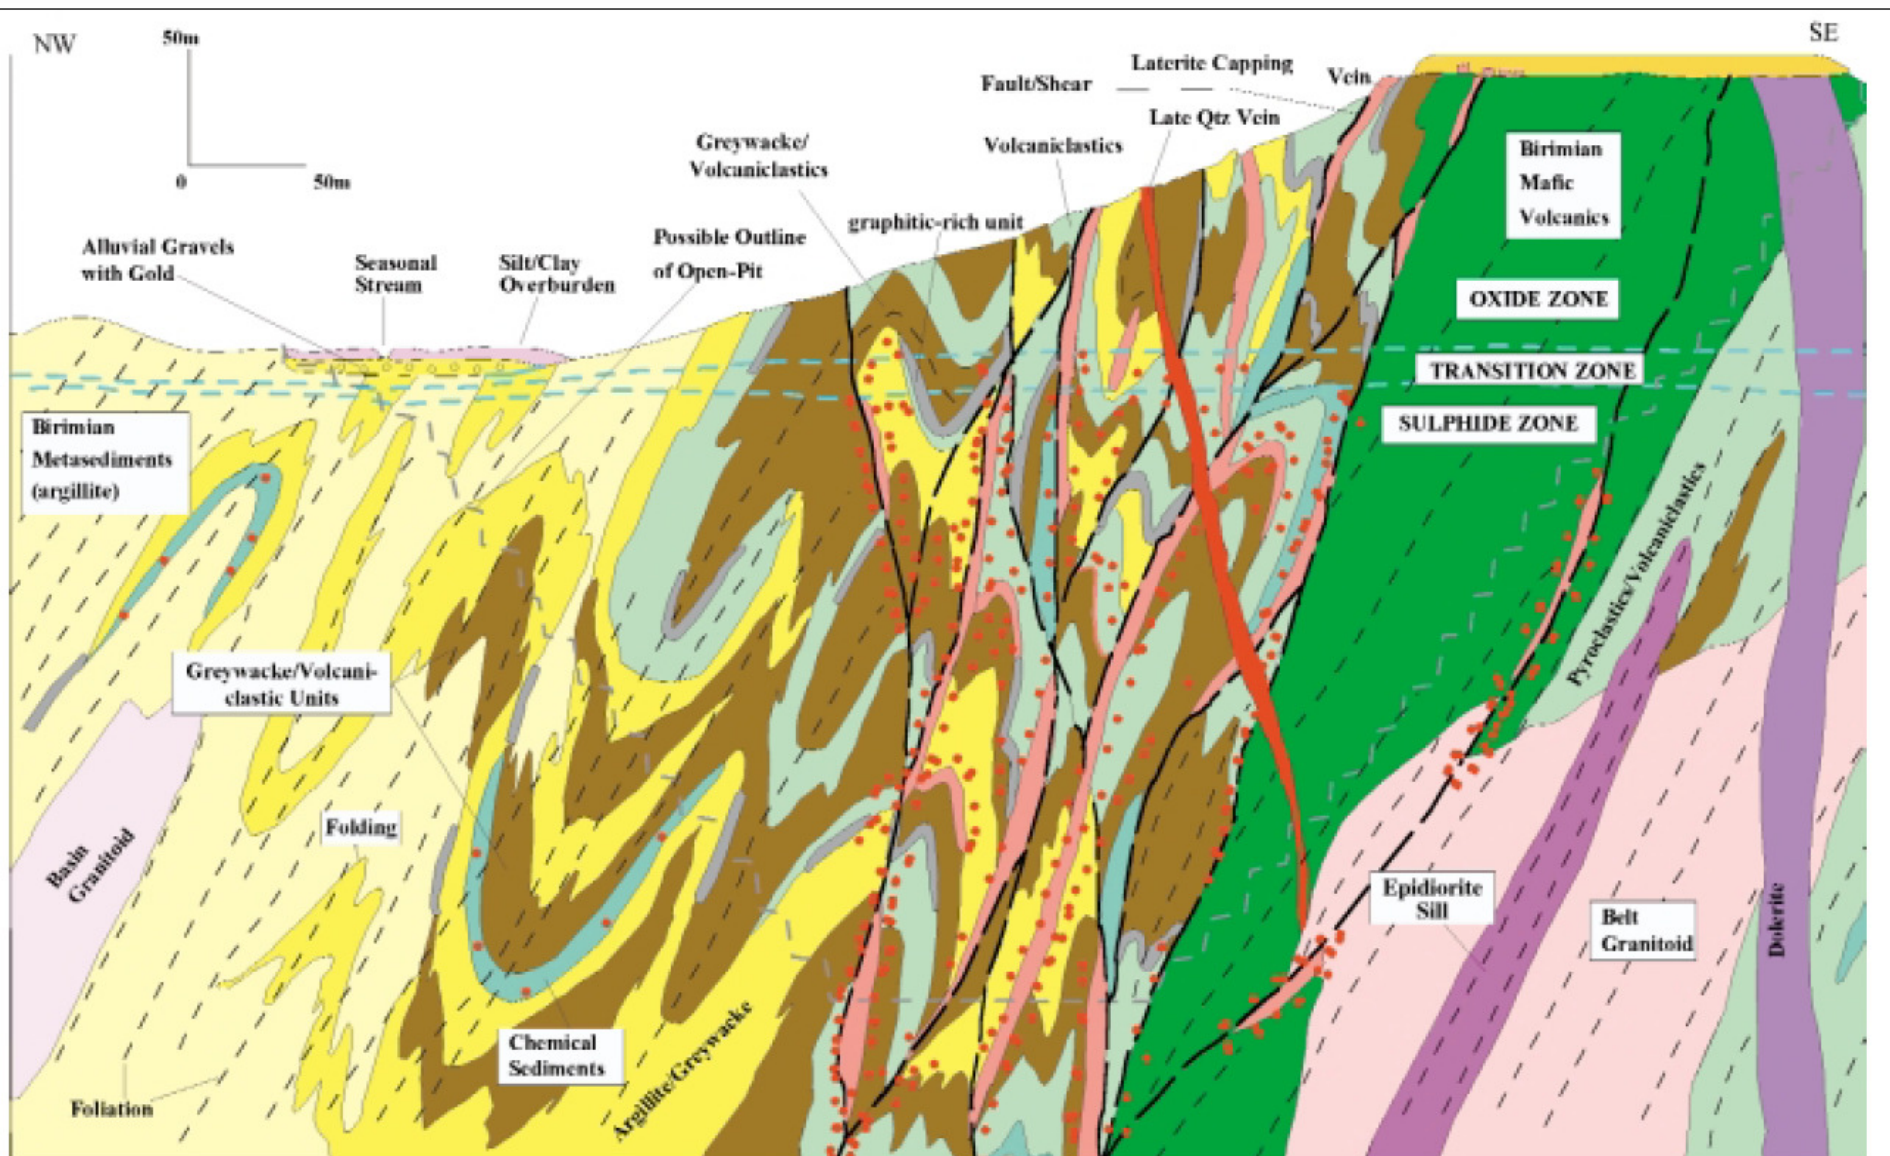 NW
SE
50m
0
50m
Laterite Capping
Vein
Fault/Shear
Late Qtz Vein
Greywacke/
Volcaniclastics
Volcaniclastics
Birimian
Mafic
Volcanics
graphitic-rich unit
Possible Outline
of Open-Pit
Alluvial Gravels
with Gold
Seasonal
Stream
Silt/Clay
Overburden
OXIDE ZONE
TRANSITION ZONE
SULPHIDE ZONE
Birimian
Metasediments
(argillite)
Pyroclastics/Volcaniclastics
Greywacke/Volcani-
clastic Units
Folding
Basin
Granitoid
Epidiorite
Sill
Belt
Granitoid
Dolerite
Chemical
Sediments
Argillite/Greywacke
Foliation